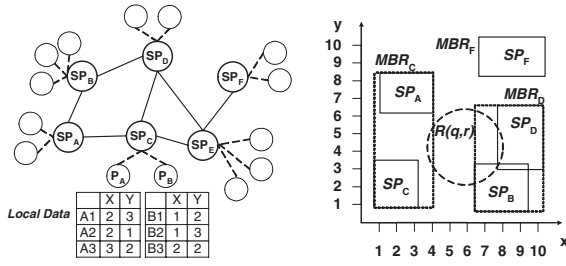 SP_D
SP_B
SP_F
SP_A
SP_C
SP_E
P_A
P_B
Local Data
X Y X Y
A1 2 3 B1 1 2
A2 2 1 B2 1 3
A3 3 2 B3 2 2
y
10
9
8
7
6
5
4
3
2
1
MBR_F
SP_F
MBR_C
MBR_D
SP_A
SP_D
R(q,r)
SP_C
SP_B
x
1 2 3 4 5 6 7 8 9 10